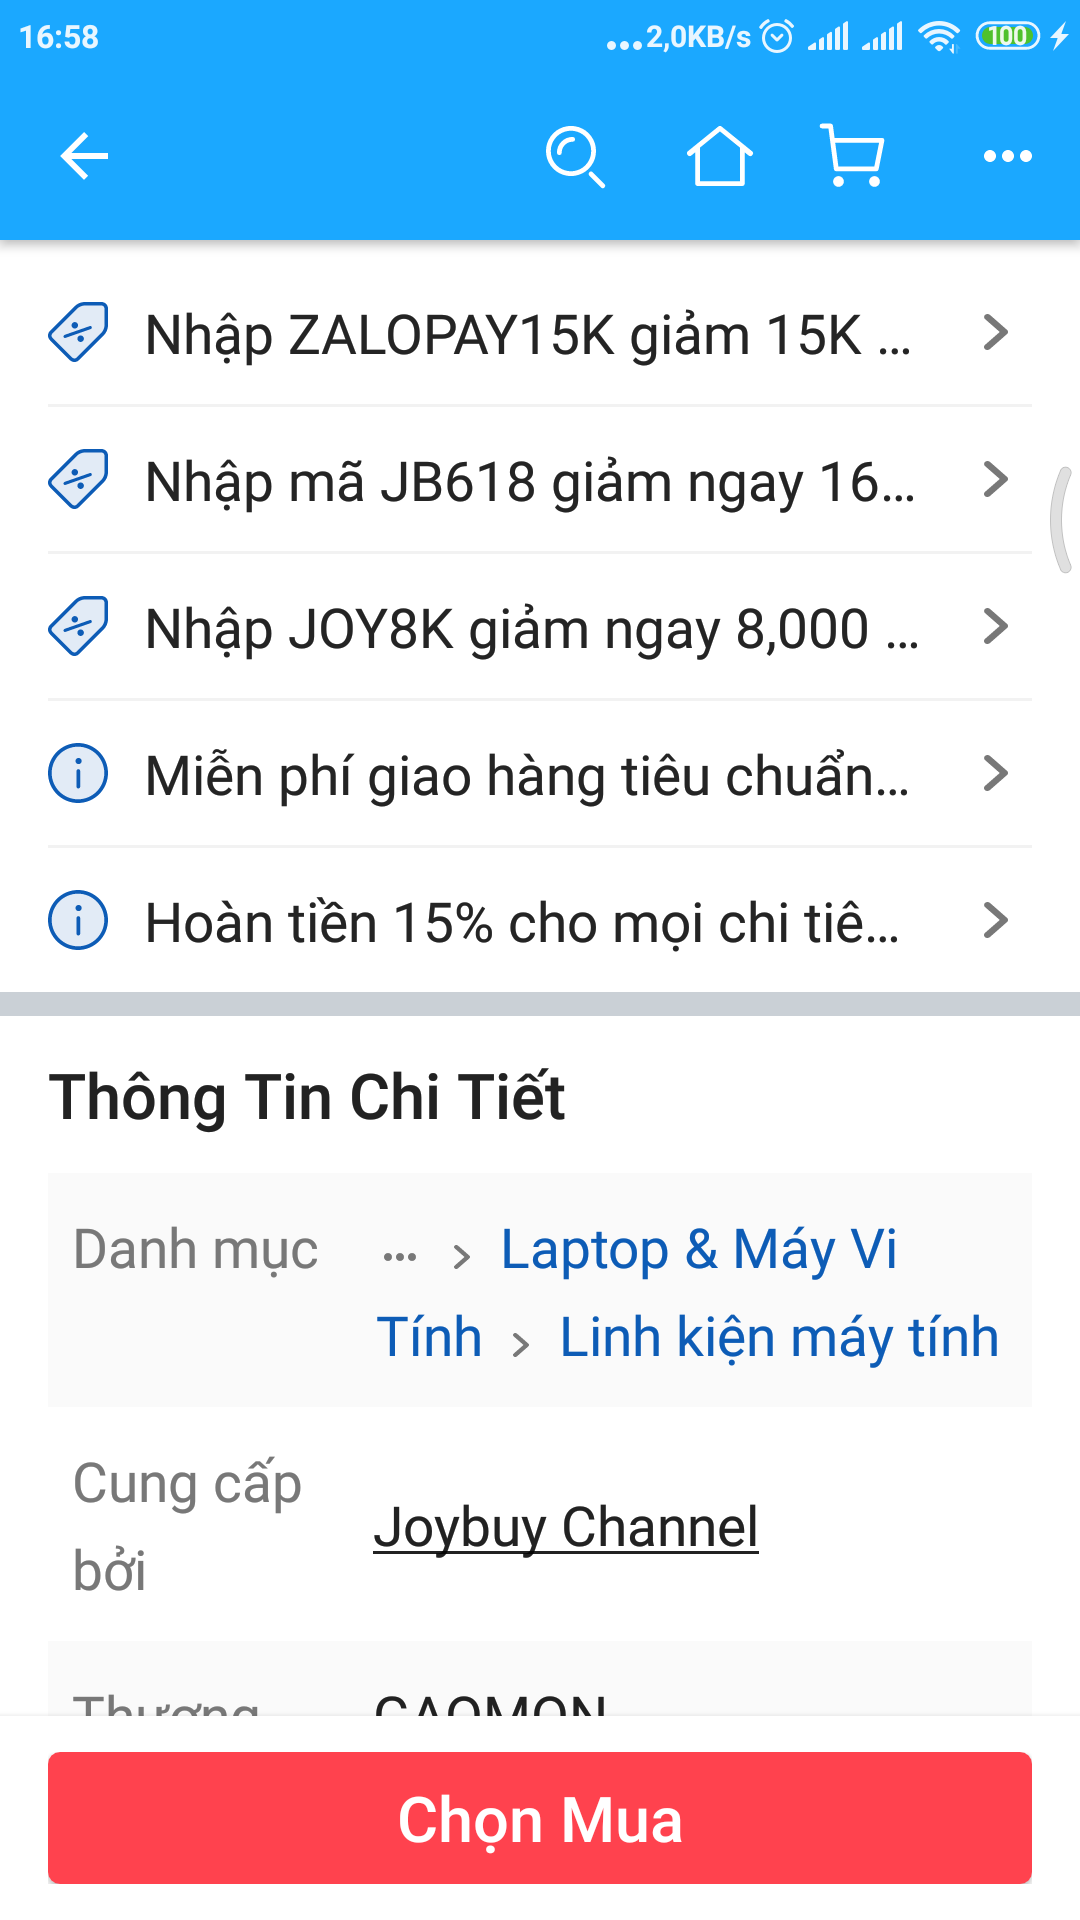 16:58
...2,0KB/s
100
Nhập ZALOPAY15K giảm 15K ...
Nhập mã JB618 giảm ngay 16...
Nhập JOY8K giảm ngay 8,000 ...
Miễn phí giao hàng tiêu chuẩn...
Hoàn tiền 15% cho mọi chi tiê...
Thông Tin Chi Tiết
Danh mục ... > Laptop & Máy Vi
Tính > Linh kiện máy tính
Cung cấp
bởi
Joybuy Channel
Thương
Chọn Mua